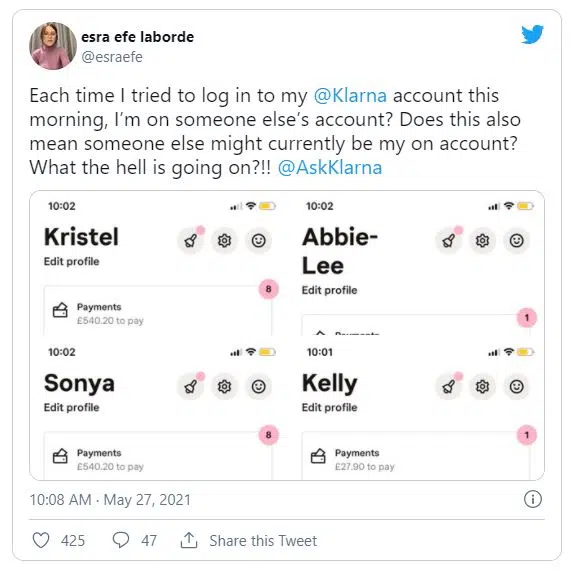 esra efe laborde
@esraefe
Each time I tried to log in to my @Klarna account this
morning, I’m on someone else’s account? Does this also
mean someone else might currently be my on account?
What the hell is going on?!! @AskKlarna
10:02
Kristel
Edit profile
8
Payments
£540.20 to pay
10:02
Abbie-
Lee
Edit profile
1
Payments
10:02
Sonya
Edit profile
8
Payments
£540.20 to pay
10:01
Kelly
Edit profile
1
Payments
£27.90 to pay
10:08 AM · May 27, 2021
425 47 Share this Tweet